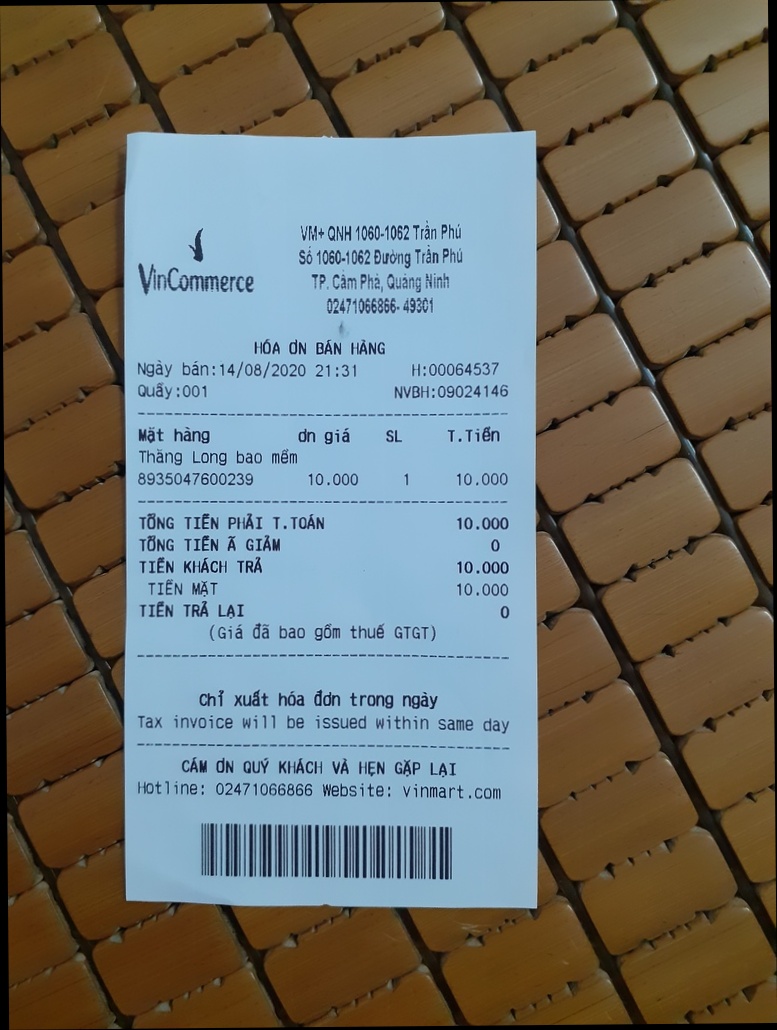 VinCommerce
VM+ QNH 1060-1062 Trần Phú
Số 1060-1062 Đường Trần Phú
TP. Cẩm Phả, Quảng Ninh
02471066866- 49301
HÓA ƠN BÁN HÀNG
Ngày bán:14/08/2020 21:31 H:00064537
Quầy:001 NVBH:09024146
Mặt hàng ơn giá SL T.Tiền
Thăng Long bao mềm
8935047600239 10.000 1 10.000
TỔNG TIỀN PHẢI T.TOÁN 10.000
TỔNG TIỀN Ã GIẢM 0
TIỀN KHÁCH TRẢ 10.000
TIỀN MẶT 10.000
TIỀN TRẢ LẠI 0
(Giá đã bao gồm thuế GTGT)
Chỉ xuất hóa đơn trong ngày
Tax invoice will be issued within same day
CÁM ƠN QUÝ KHÁCH VÀ HẸN GẶP LẠI
Hotline: 02471066866 Website: vinmart.com